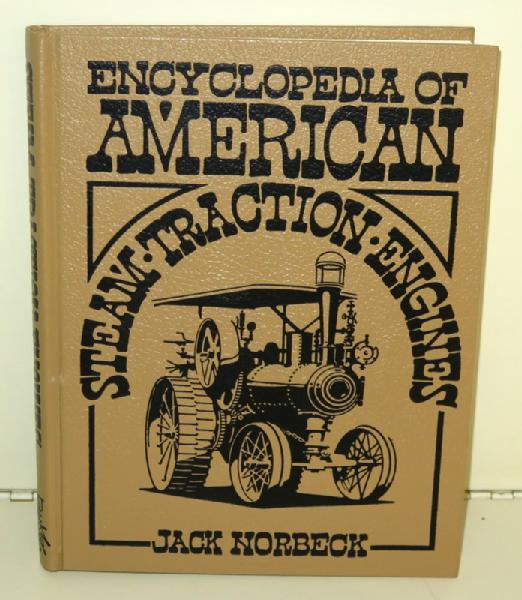 ENCYCLOPEDIA OF
AMERICAN
STEAM · TRACTION · ENGINES
JACK NORBECK